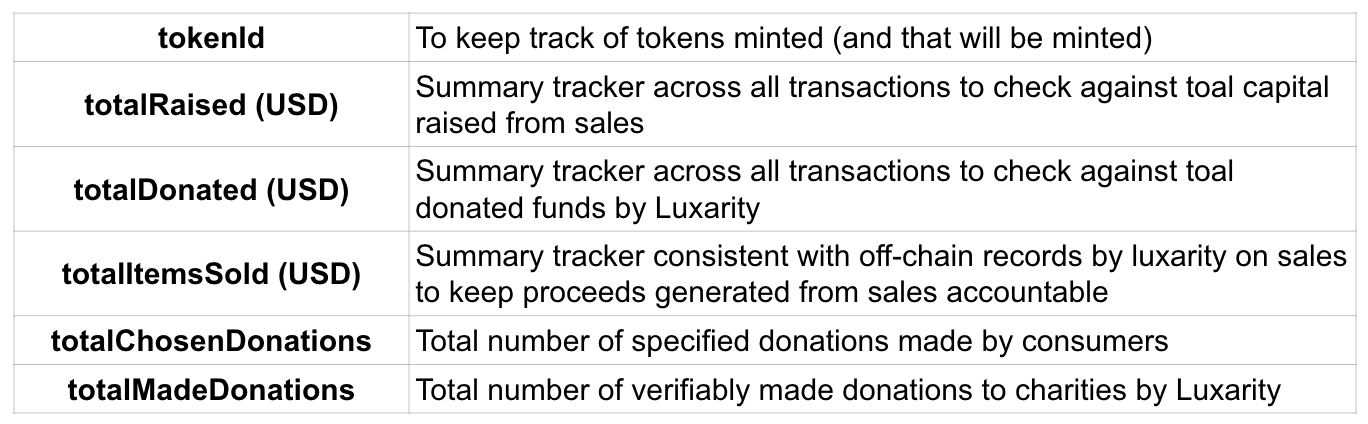 tokenId
To keep track of tokens minted (and that will be minted)
totalRaised (USD)
Summary tracker across all transactions to check against toal capital
raised from sales
totalDonated (USD)
Summary tracker across all transactions to check against toal
donated funds by Luxarity
totalItemsSold (USD)
Summary tracker consistent with off-chain records by luxarity on sales
to keep proceeds generated from sales accountable
totalChosenDonations
Total number of specified donations made by consumers
totalMadeDonations
Total number of verifiably made donations to charities by Luxarity